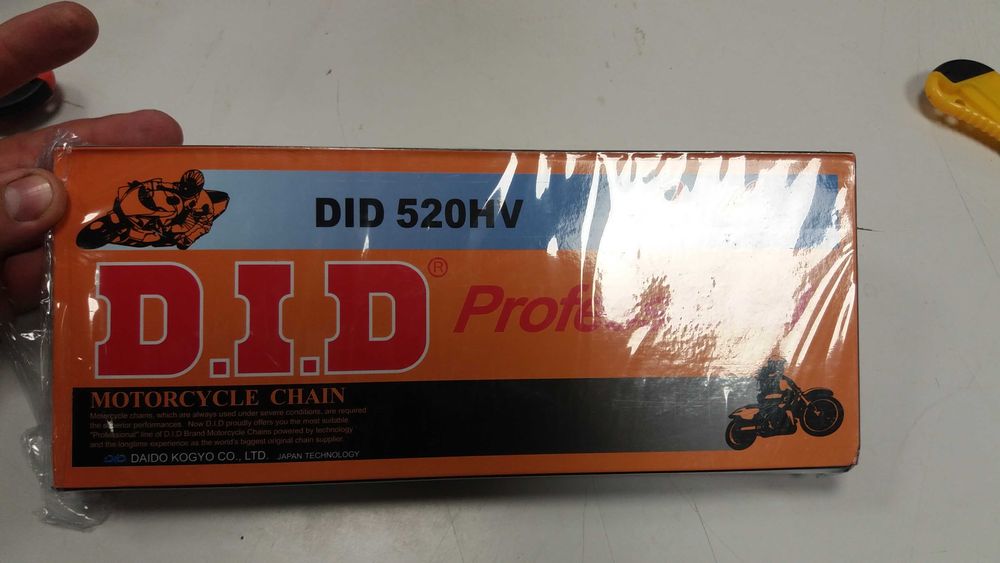 DID 520HV
D.I.D®
MOTORCYCLE CHAIN
Motorcycle chains, which are always used under severe conditions, are required
the superior performances. Now D.I.D proudly offers you the most suitable
"Professional" line of D.I.D Brand Motorcycle Chains powered by technology
and the longtime experience as the world's biggest original chain supplier.
DID DAIDO KOGYO CO., LTD. JAPAN TECHNOLOGY